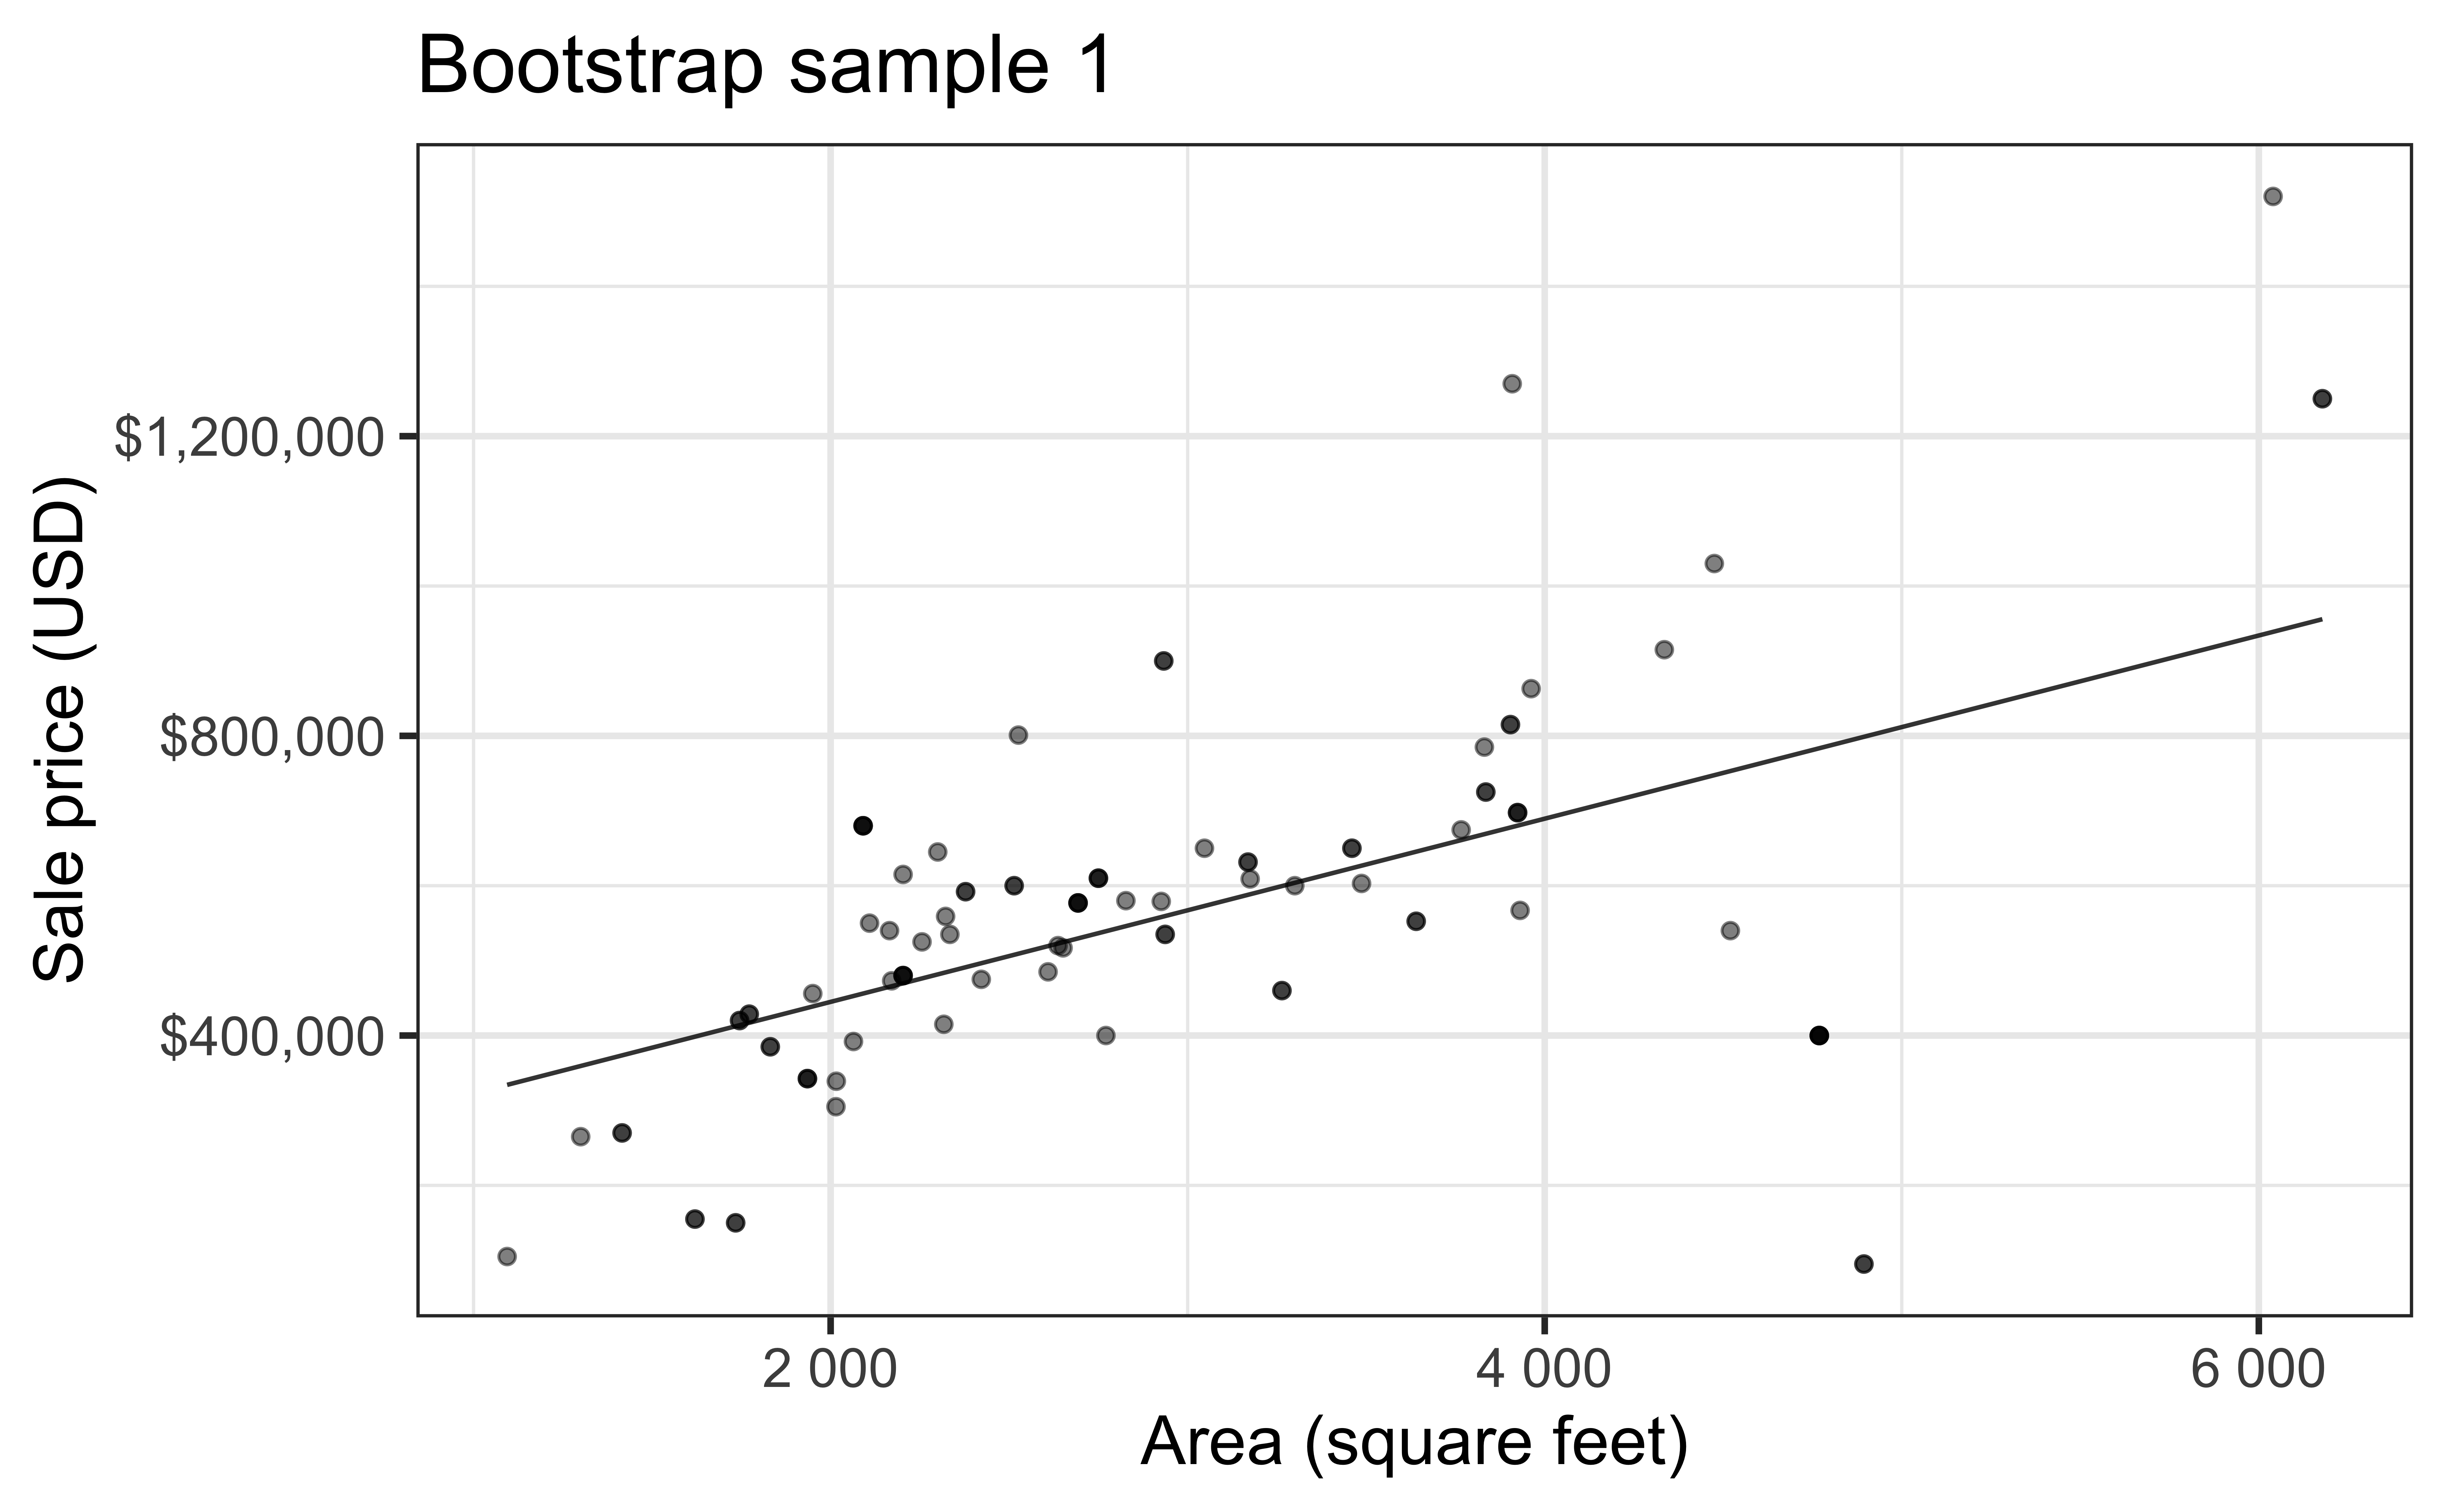 Bootstrap sample 1
Sale price (USD)
$1,200,000
$800,000
$400,000
2 000
4 000
6 000
Area (square feet)